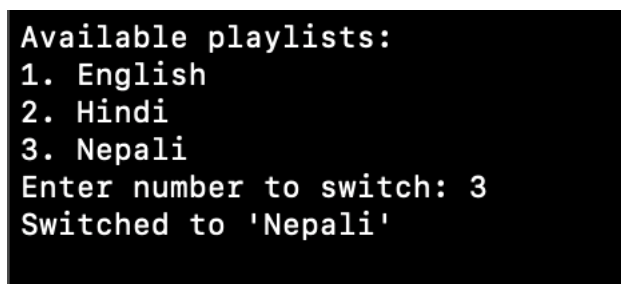 Available playlists:
1. English
2. Hindi
3. Nepali
Enter number to switch: 3
Switched to 'Nepali'